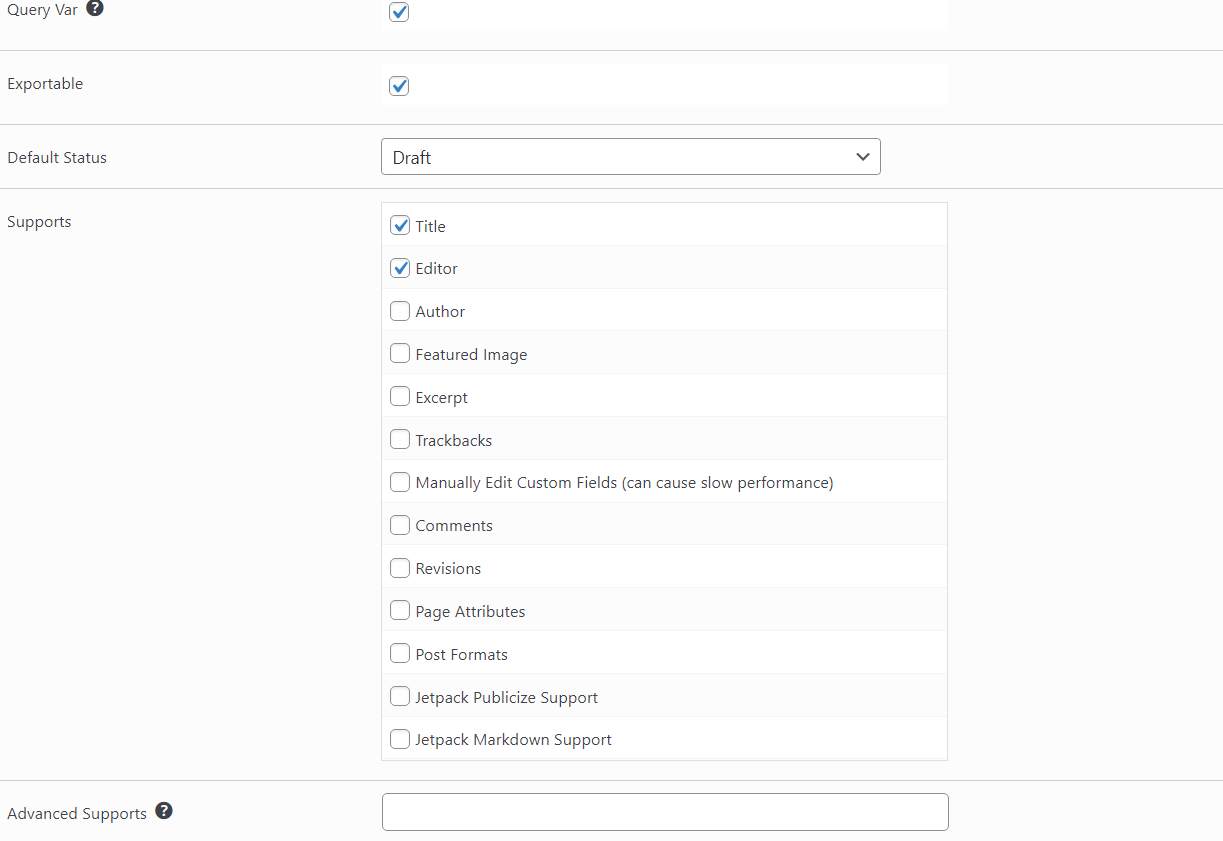 Query Var ?
Exportable
Default Status
Draft
Supports
Title
Editor
Author
Featured Image
Excerpt
Trackbacks
Manually Edit Custom Fields (can cause slow performance)
Comments
Revisions
Page Attributes
Post Formats
Jetpack Publicize Support
Jetpack Markdown Support
Advanced Supports ?